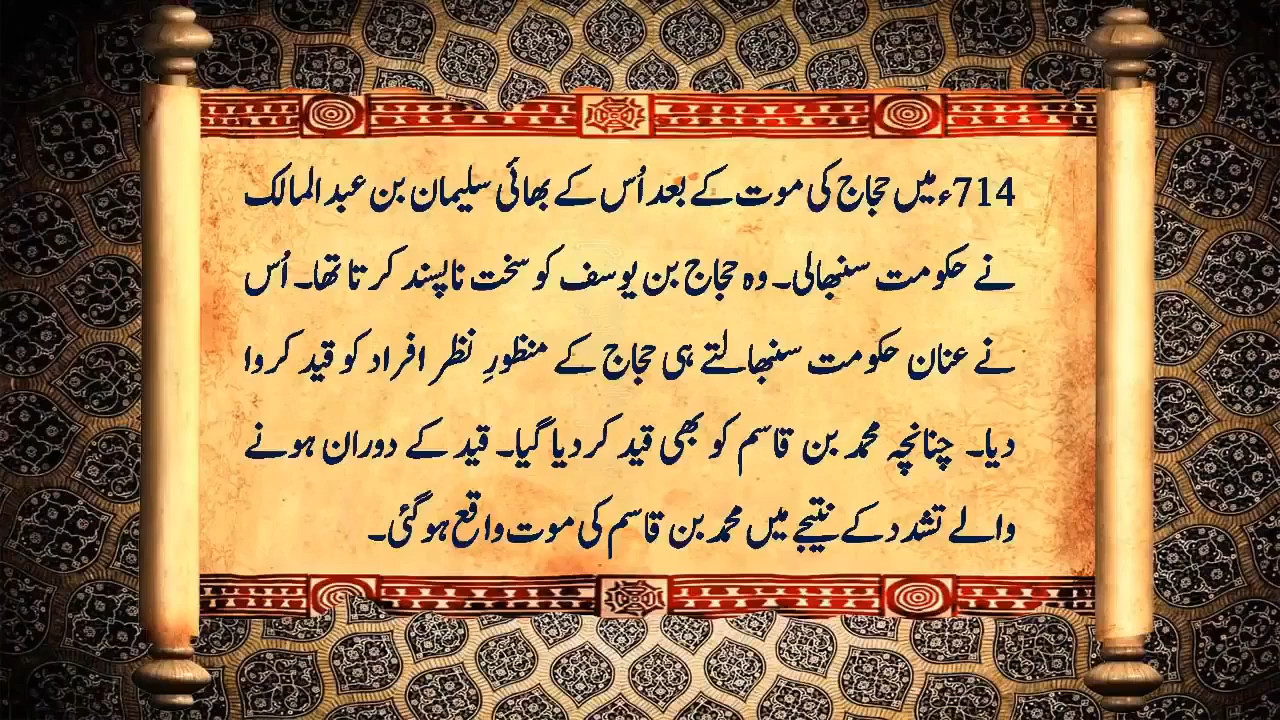 714ء میں حجاج کی موت کے بعد اُس کے بھائی سلیمان بن عبد المالک
نے حکومت سنبھالی۔ وہ حجاج بن یوسف کو سخت ناپسند کرتا تھا۔ اُس
نے عنان حکومت سنبھالتے ہی حجاج کے منظورِ نظر افراد کو قید کروا
دیا۔ چنانچہ محمد بن قاسم کو بھی قید کر دیا گیا۔ قید کے دوران ہونے
والے تشدد کے نتیجے میں محمد بن قاسم کی موت واقع ہو گئی۔